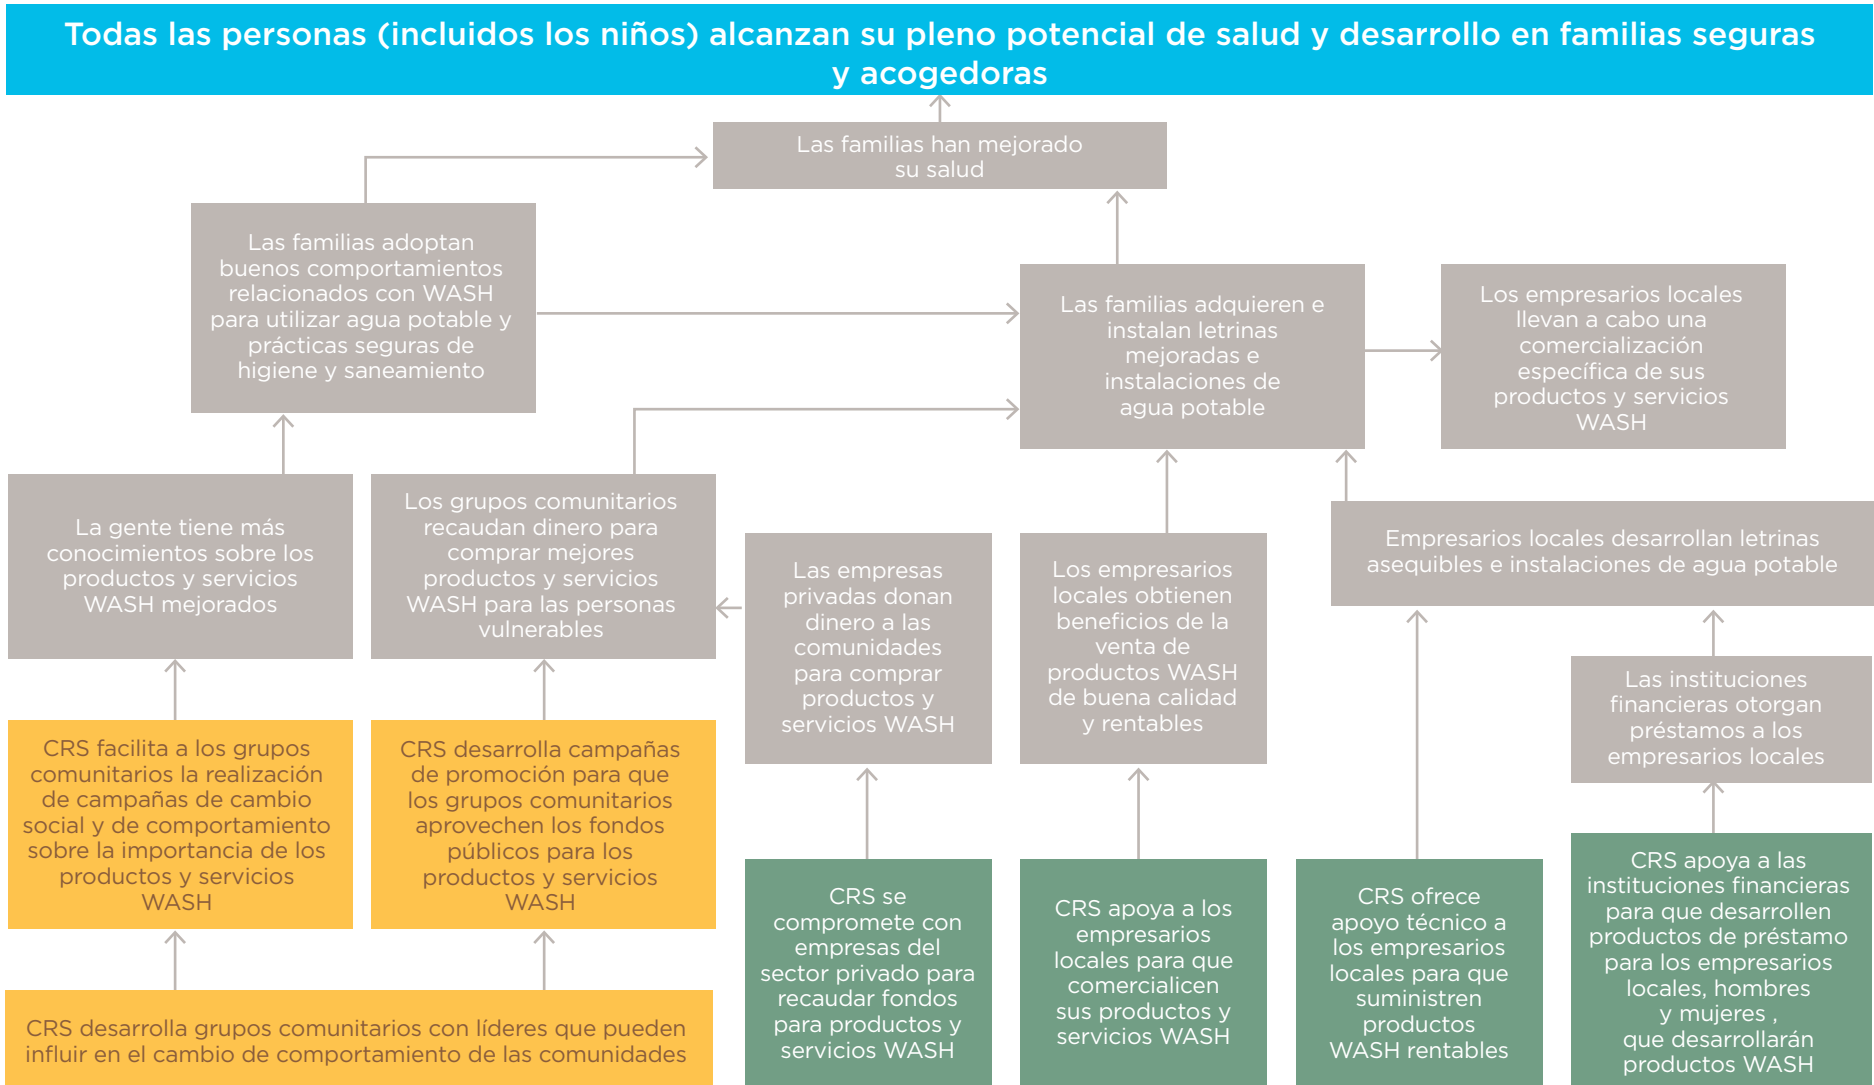 Todas las personas (incluidos los niños) alcanzan su pleno potencial de salud y desarrollo en familias seguras
y acogedoras
Las familias han mejorado
su salud
Las familias adoptan
buenos comportamientos
relacionados con WASH
para utilizar agua potable y
prácticas seguras de
higiene y saneamiento
Las familias adquieren e
instalan letrinas
mejoradas e
instalaciones de
agua potable
Los empresarios locales
llevan a cabo una
comercialización
específica de sus
productos y servicios
WASH
La gente tiene más
conocimientos sobre los
productos y servicios
WASH mejorados
Los grupos comunitarios
recaudan dinero para
comprar mejores
productos y servicios
WASH para las personas
vulnerables
Las empresas
privadas donan
dinero a las
comunidades
para comprar
productos y
servicios WASH
Los empresarios
locales obtienen
beneficios de la
venta de
productos WASH
de buena calidad
y rentables
Empresarios locales desarrollan letrinas
asequibles e instalaciones de agua potable
Las instituciones
financieras otorgan
préstamos a los
empresarios locales
CRS facilita a los grupos
comunitarios la realización
de campañas de cambio
social y de comportamiento
sobre la importancia de los
productos y servicios
WASH
CRS desarrolla campañas
de promoción para que
los grupos comunitarios
aprovechen los fondos
públicos para los
productos y servicios
WASH
CRS se
compromete con
empresas del
sector privado para
recaudar fondos
para productos y
servicios WASH
CRS apoya a los
empresarios
locales para que
comercialicen
sus productos y
servicios WASH
CRS ofrece
apoyo técnico a
los empresarios
locales para que
suministren
productos
WASH rentables
CRS apoya a las
instituciones financieras
para que desarrollen
productos de préstamo
para los empresarios
locales, hombres
y mujeres ,
que desarrollarán
productos WASH
CRS desarrolla grupos comunitarios con líderes que pueden
influir en el cambio de comportamiento de las comunidades